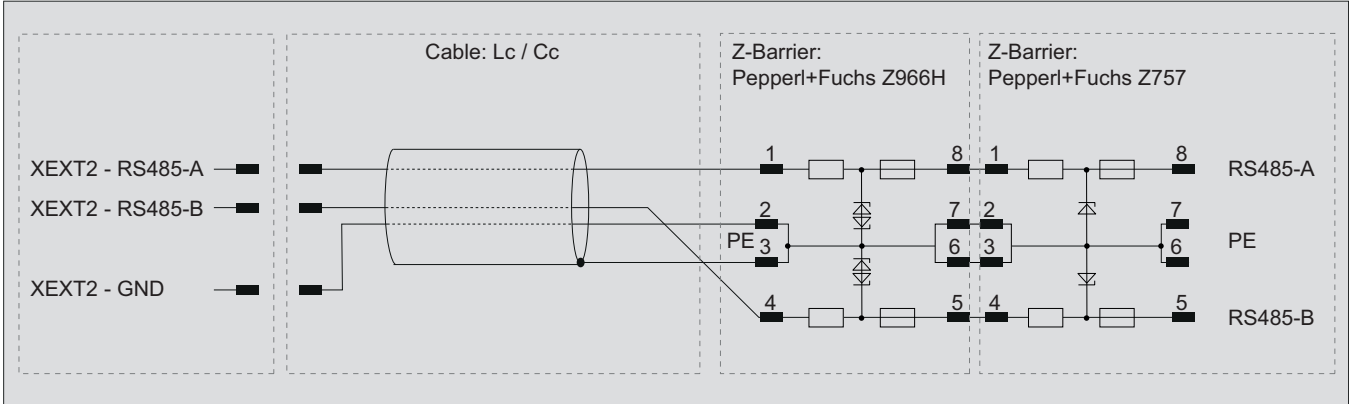 Cable: Lc / Cc
Z-Barrier:
Pepperl+Fuchs Z966H
Z-Barrier:
Pepperl+Fuchs Z757
XEXT2 - RS485-A
1
8
1
8
RS485-A
XEXT2 - RS485-B
2
7
2
7
PE
3
6
3
6
PE
XEXT2 - GND
4
5
4
5
RS485-B